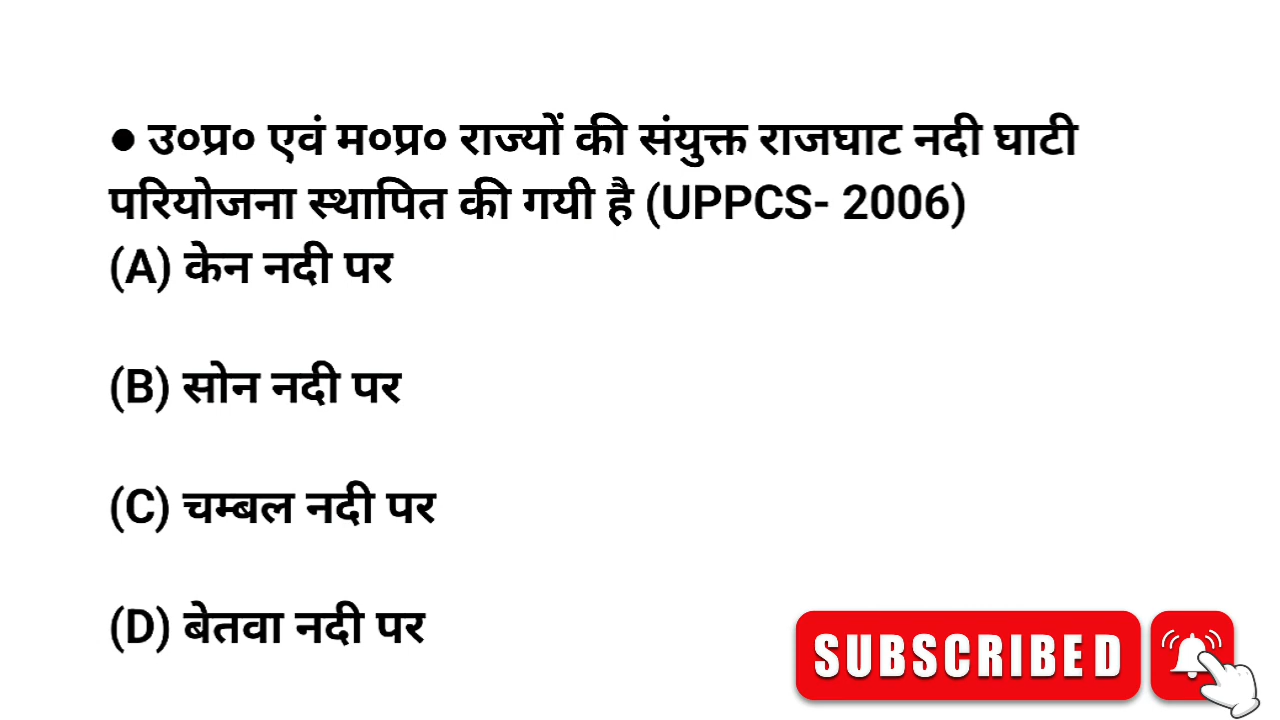 ● उ०प्र० एवं म०प्र० राज्यों की संयुक्त राजघाट नदी घाटी
परियोजना स्थापित की गयी है (UPPCS- 2006)
(A) केन नदी पर
(B) सोन नदी पर
(C) चम्बल नदी पर
(D) बेतवा नदी पर
SUBSCRIBED